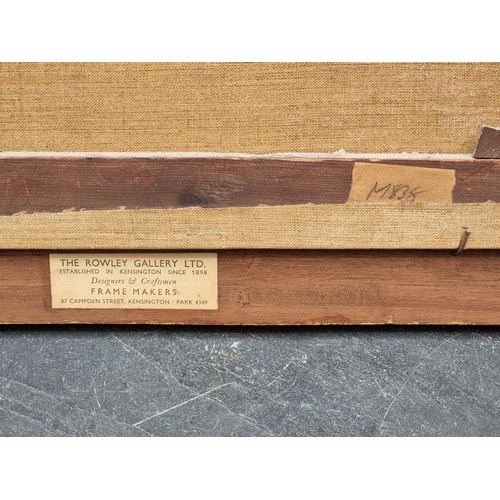 M838
THE ROWLEY GALLERY LTD.
ESTABLISHED IN KENSINGTON SINCE 1898
Designers & Craftsmen
FRAME MAKERS
87 CAMPDEN STREET, KENSINGTON · PARK 4349